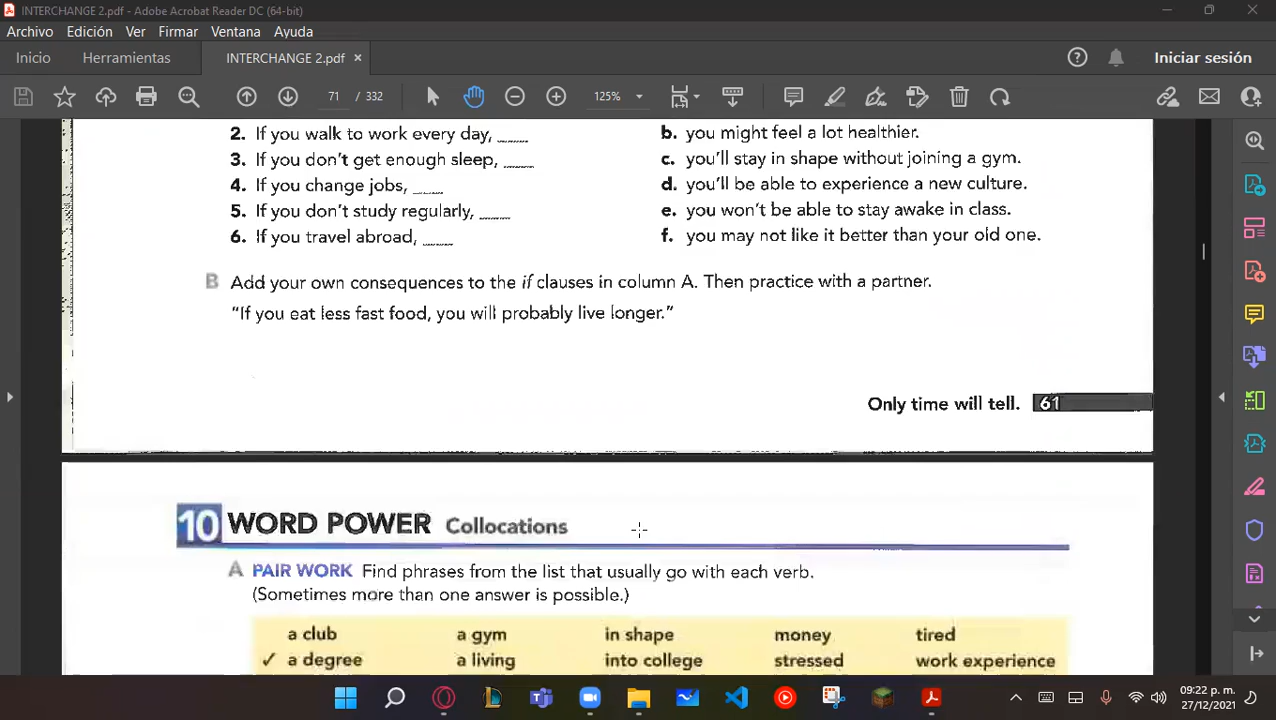 INTERCHANGE 2.pdf - Adobe Acrobat Reader DC (64-bit)
Archivo Edición Ver Firmar Ventana Ayuda
Inicio Herramientas INTERCHANGE 2.pdf × Iniciar sesión
71 / 332 125%
2. If you walk to work every day, ____ b. you might feel a lot healthier.
3. If you don't get enough sleep, ____ c. you'll stay in shape without joining a gym.
4. If you change jobs, ____ d. you'll be able to experience a new culture.
5. If you don't study regularly, ____ e. you won't be able to stay awake in class.
6. If you travel abroad, ____ f. you may not like it better than your old one.
B Add your own consequences to the if clauses in column A. Then practice with a partner.
"If you eat less fast food, you will probably live longer."
Only time will tell. 61
10 WORD POWER Collocations
A PAIR WORK Find phrases from the list that usually go with each verb.
(Sometimes more than one answer is possible.)
a club a gym in shape money tired
✓ a degree a living into college stressed work experience
09:22 p. m.
27/12/2021